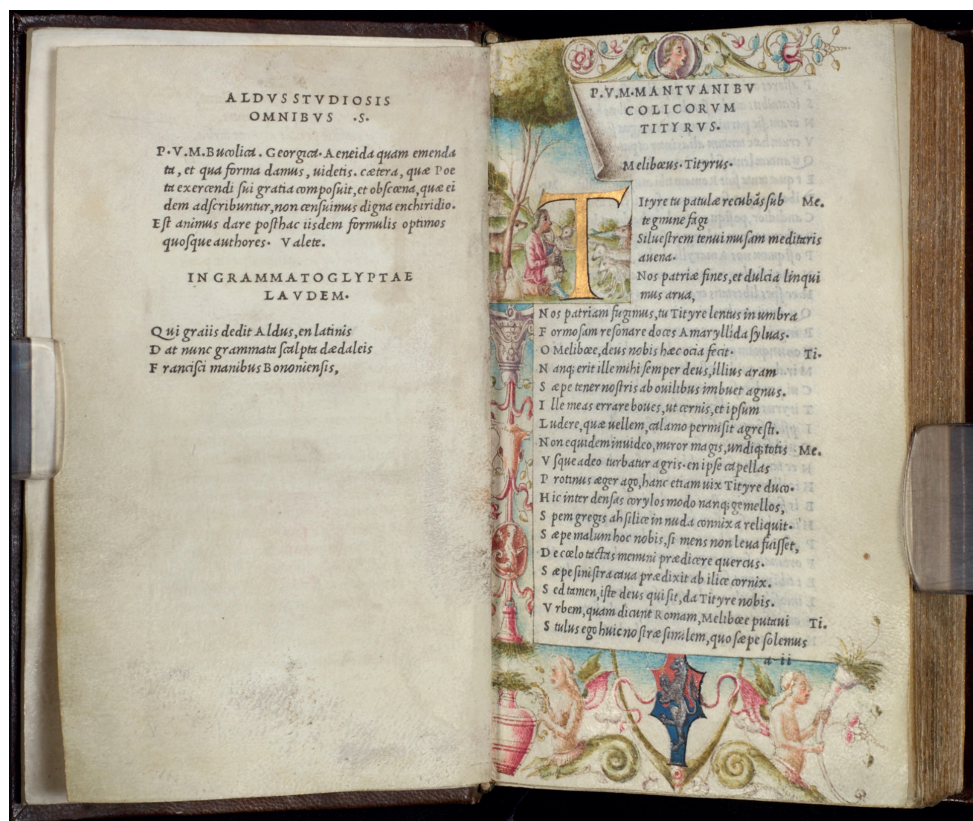 ALDVS STVDIOSIS
OMNIBVS ·S·
P·V·M·Bucolica. Georgica· Aeneida quam emenda
ta, et qua forma damus, uidetis. cætera, quæ Poe
ta exercendi sui gratia composuit, et obscœna, quæ ei
dem adscribuntur, non censuimus digna enchiridio.
Est animus dare posthac iisdem formulis optimos
quosque authores· Valete.
IN GRAMMATOGLYPTAE
LAVDEM·
Qui graiis dedit Aldus, en latinis
Dat nunc grammata scalpta dædaleis
Francisci manibus Bononiensis,
P.V.M·MANTVANI BV
COLICORVM
TITYRVS·
Melibœus·Tityrus·
Tityre tu patulæ recubãs sub Me.
tegmine fagi
Siluestrem tenui musam meditaris
auena·
Nos patriæ fines, et dulcia linqui
mus arua,
Nos patriam fugimus, tu Tityre lentus in umbra
Formosam resonare doces Amaryllida syluas·
O Melibœe, deus nobis hæc ocia fecit· Ti·
Nanq; erit ille mihi semper deus, illius aram
Sæpe tener nostris ab ouilibus imbuet agnus.
Ille meas errare boues, ut cernis, et ipsum
Ludere, quæ uellem, calamo permisit agresti.
Non equidem inuideo, miror magis, undiq; totis Me.
Vsque adeo turbatur agris·en ipse capellas
Protinus æger ago, hanc etiam uix Tityre duco·
Hic inter densas corylos modo nanq; gemellos,
Spem gregis ah silice in nuda connixa reliquit·
Sæpe malum hoc nobis, si mens non leua fuisset,
De cœlo tactas memini prædicere quercus·
Sæpe sinistra caua prædixit ab ilice cornix.
Sed tamen, iste deus qui sit, da Tityre nobis.
Vrbem, quam dicunt Romam, Melibœe putaui Ti.
Stulus ego huic nostræ similem, quo sæpe solemus
a ii